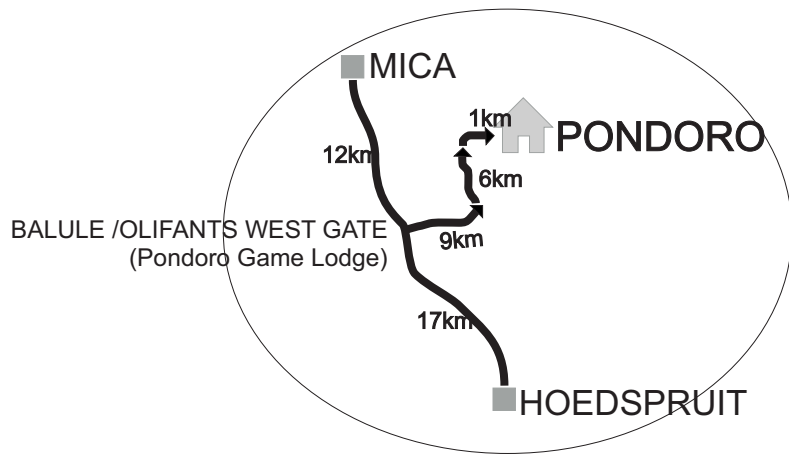 MICA
1km
PONDORO
12km
6km
BALULE /OLIFANTS WEST GATE
(Pondoro Game Lodge)
9km
17km
HOEDSPRUIT